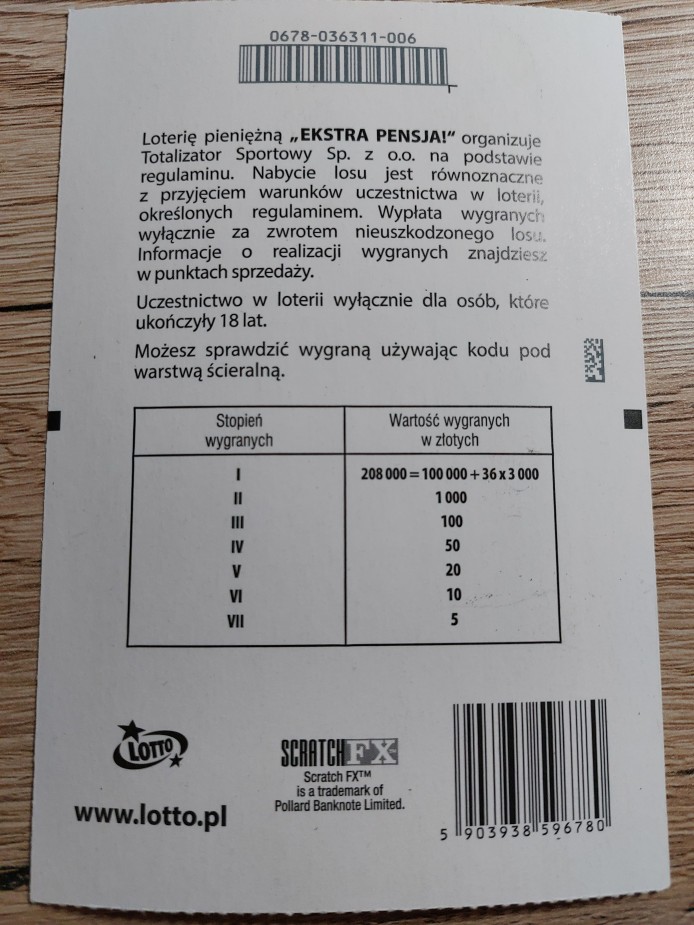 0678-036311-006
Loterię pieniężną „EKSTRA PENSJA!“ organizuje
Totalizator Sportowy Sp. z o.o. na podstawie
regulaminu. Nabycie losu jest równoznaczne
z przyjęciem warunków uczestnictwa w loterii,
określonych regulaminem. Wypłata wygranych
wyłącznie za zwrotem nieuszkodzonego losu.
Informacje o realizacji wygranych znajdziesz
w punktach sprzedaży.
Uczestnictwo w loterii wyłącznie dla osób, które
ukończyły 18 lat.
Możesz sprawdzić wygraną używając kodu pod
warstwą ścieralną.
Stopień wygranych Wartość wygranych w złotych
I 208 000 = 100 000 + 36 x 3 000
II 1 000
III 100
IV 50
V 20
VI 10
VII 5
LOTTO
www.lotto.pl
SCRATCH FX™
Scratch FX™
is a trademark of
Pollard Banknote Limited.
5 903938 596780